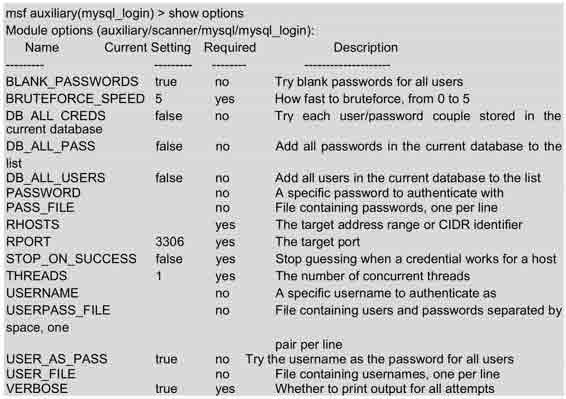 msf auxiliary(mysql_login) > show options
Module options (auxiliary/scanner/mysql/mysql_login):
Name Current Setting Required Description
--------- --------- -------- --------------------
BLANK_PASSWORDS true no Try blank passwords for all users
BRUTEFORCE_SPEED 5 yes How fast to bruteforce, from 0 to 5
DB_ALL_CREDS false no Try each user/password couple stored in the
current database
DB_ALL_PASS false no Add all passwords in the current database to the
list
DB_ALL_USERS false no Add all users in the current database to the list
PASSWORD no A specific password to authenticate with
PASS_FILE no File containing passwords, one per line
RHOSTS yes The target address range or CIDR identifier
RPORT 3306 yes The target port
STOP_ON_SUCCESS false yes Stop guessing when a credential works for a host
THREADS 1 yes The number of concurrent threads
USERNAME no A specific username to authenticate as
USERPASS_FILE no File containing users and passwords separated by
space, one
pair per line
USER_AS_PASS true no Try the username as the password for all users
USER_FILE no File containing usernames, one per line
VERBOSE true yes Whether to print output for all attempts